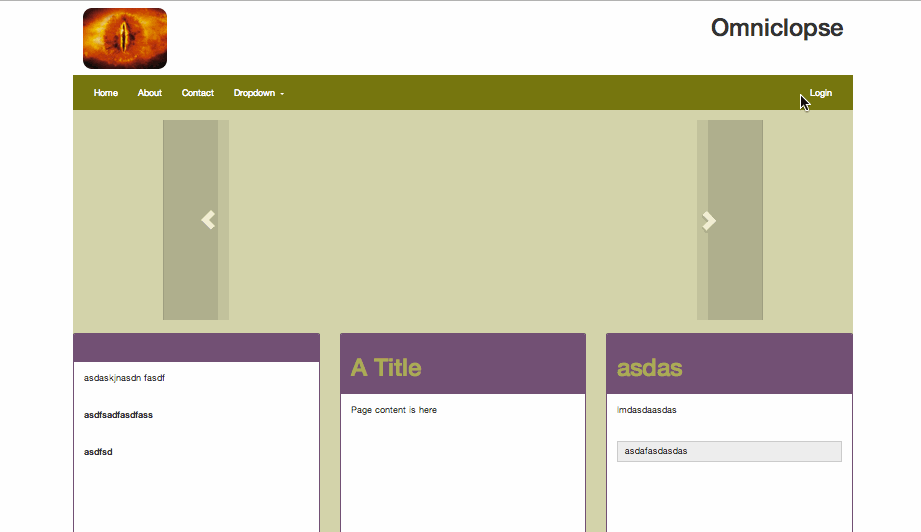 Omniclopse
Home About Contact Dropdown Login
asdaskjnasdn fasdf
asdfsadfasdfass
asdfsd
A Title
Page content is here
asdas
lmdasdaasdas
asdafasdasdas